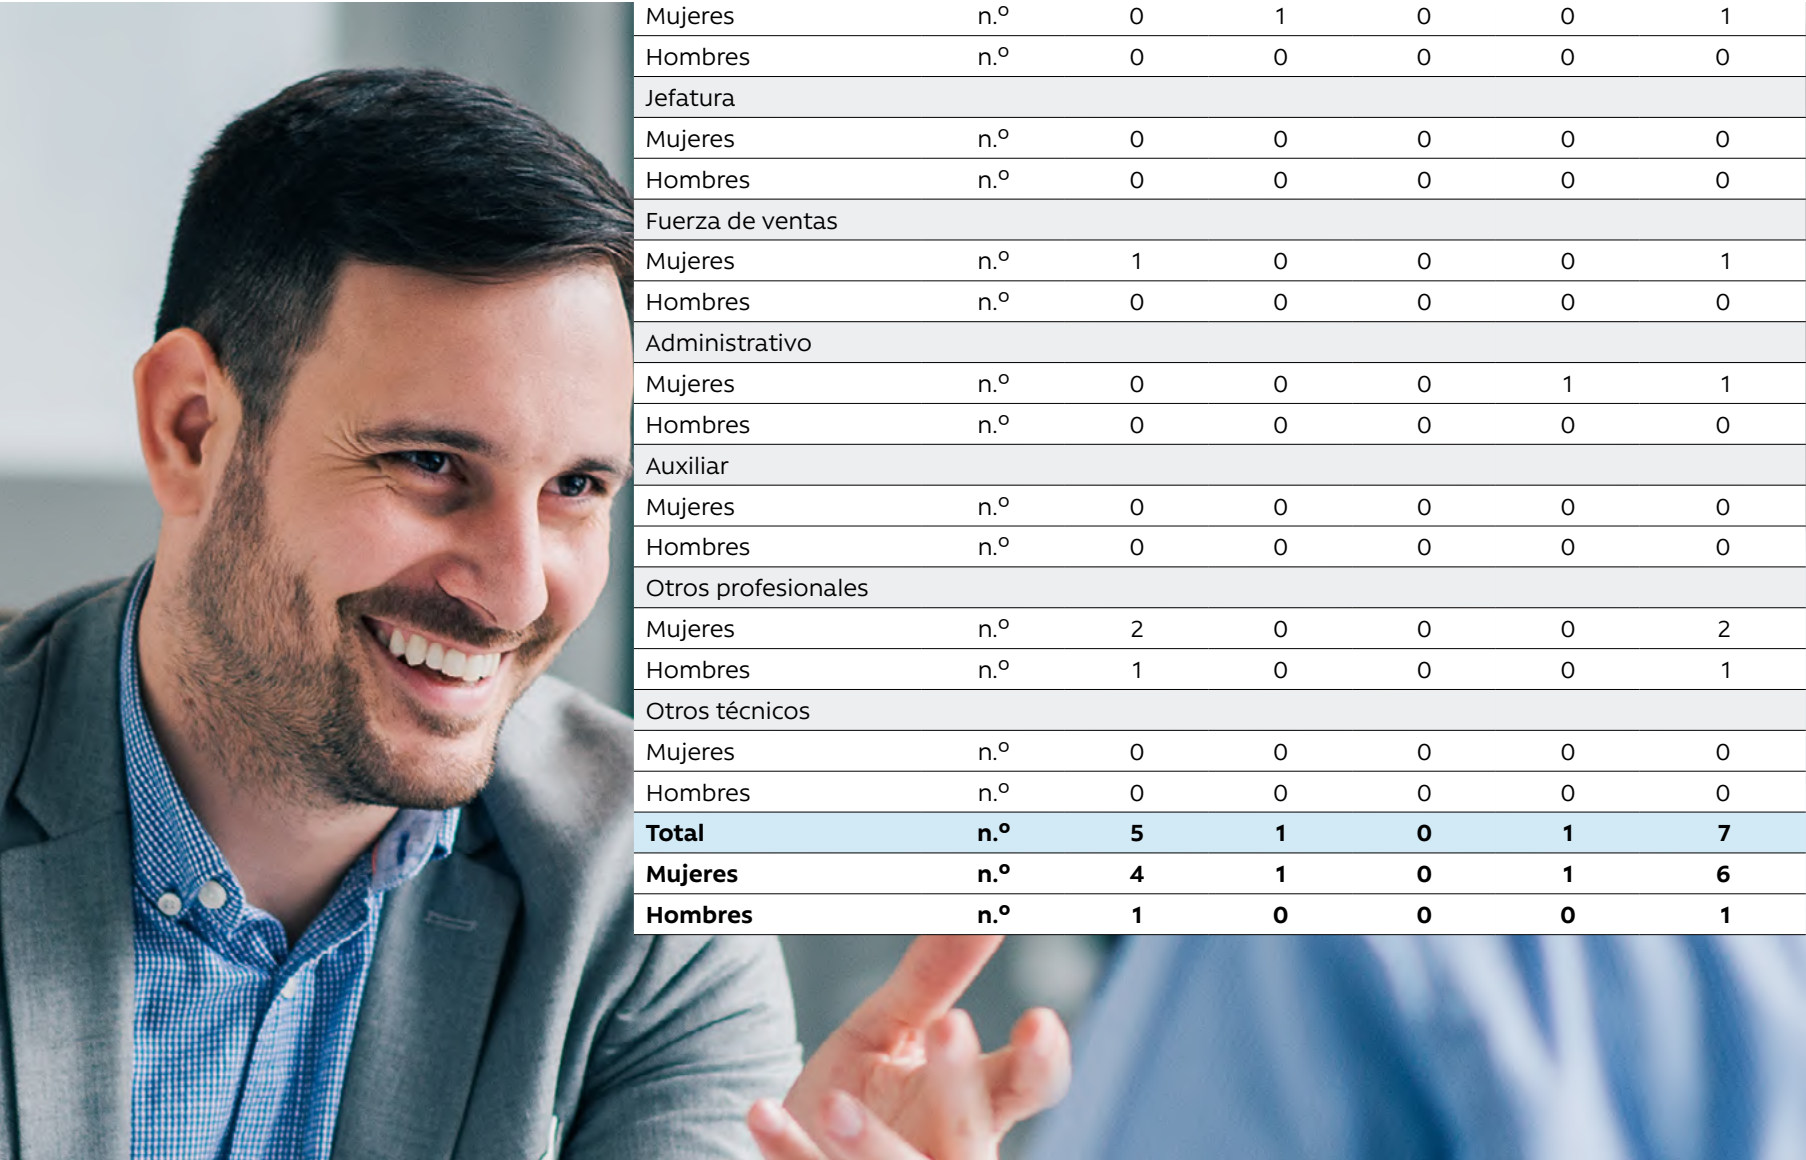 Mujeres n.º 0 1 0 0 1
Hombres n.º 0 0 0 0 0
Jefatura
Mujeres n.º 0 0 0 0 0
Hombres n.º 0 0 0 0 0
Fuerza de ventas
Mujeres n.º 1 0 0 0 1
Hombres n.º 0 0 0 0 0
Administrativo
Mujeres n.º 0 0 0 1 1
Hombres n.º 0 0 0 0 0
Auxiliar
Mujeres n.º 0 0 0 0 0
Hombres n.º 0 0 0 0 0
Otros profesionales
Mujeres n.º 2 0 0 0 2
Hombres n.º 1 0 0 0 1
Otros técnicos
Mujeres n.º 0 0 0 0 0
Hombres n.º 0 0 0 0 0
Total n.º 5 1 0 1 7
Mujeres n.º 4 1 0 1 6
Hombres n.º 1 0 0 0 1